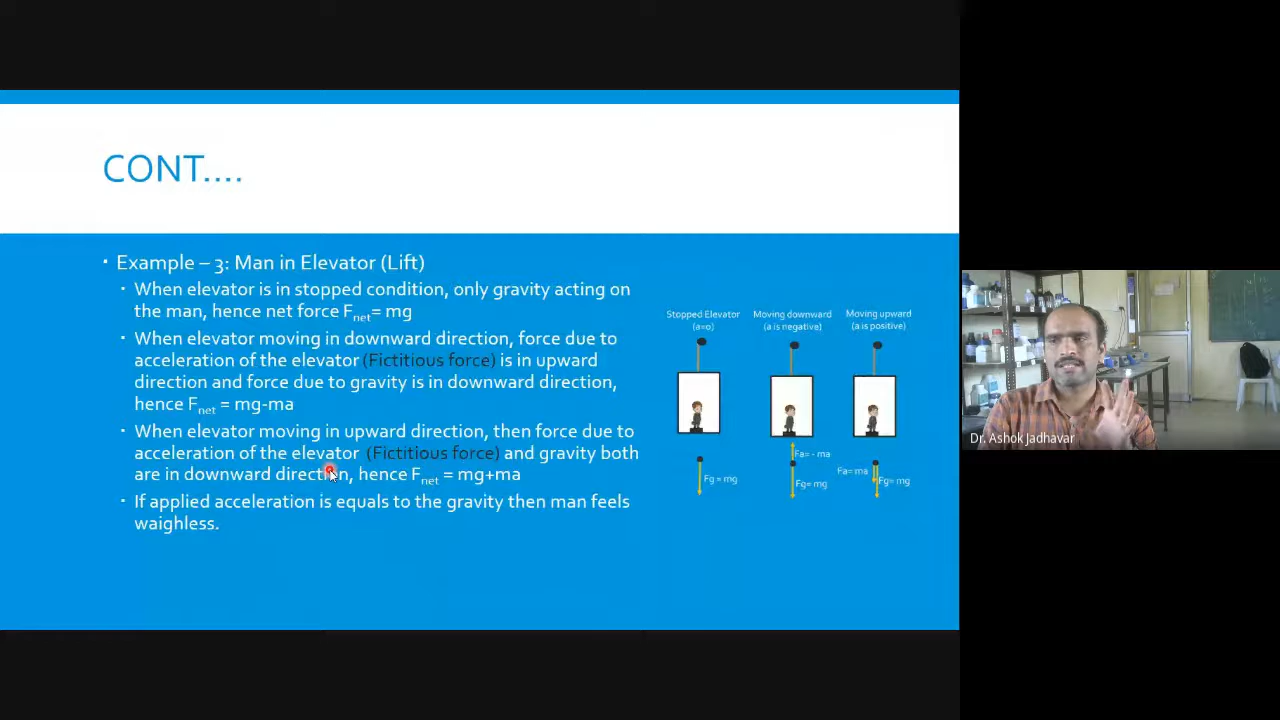 CONT....
Example – 3: Man in Elevator (Lift)
When elevator is in stopped condition, only gravity acting on
the man, hence net force Fnet= mg
When elevator moving in downward direction, force due to
acceleration of the elevator (Fictitious force) is in upward
direction and force due to gravity is in downward direction,
hence Fnet = mg-ma
When elevator moving in upward direction, then force due to
acceleration of the elevator (Fictitious force) and gravity both
are in downward direction, hence Fnet = mg+ma
If applied acceleration is equals to the gravity then man feels
waighless.
Stopped Elevator
(a=0)
Moving downward
(a is negative)
Moving upward
(a is positive)
Fg = mg
Fa= - ma
Fg= mg
Fa= ma
Fg= mg
Dr. Ashok Jadhavar